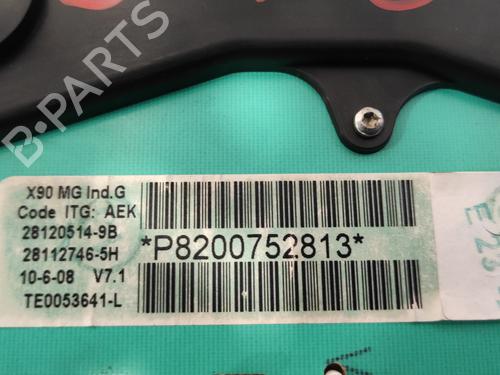 B-PARTS
X90 MG Ind.G
Code ITG: AEK
28120514-9B
28112746-5H
10-6-08 V7.1
TE0053641-L
*P8200752813*